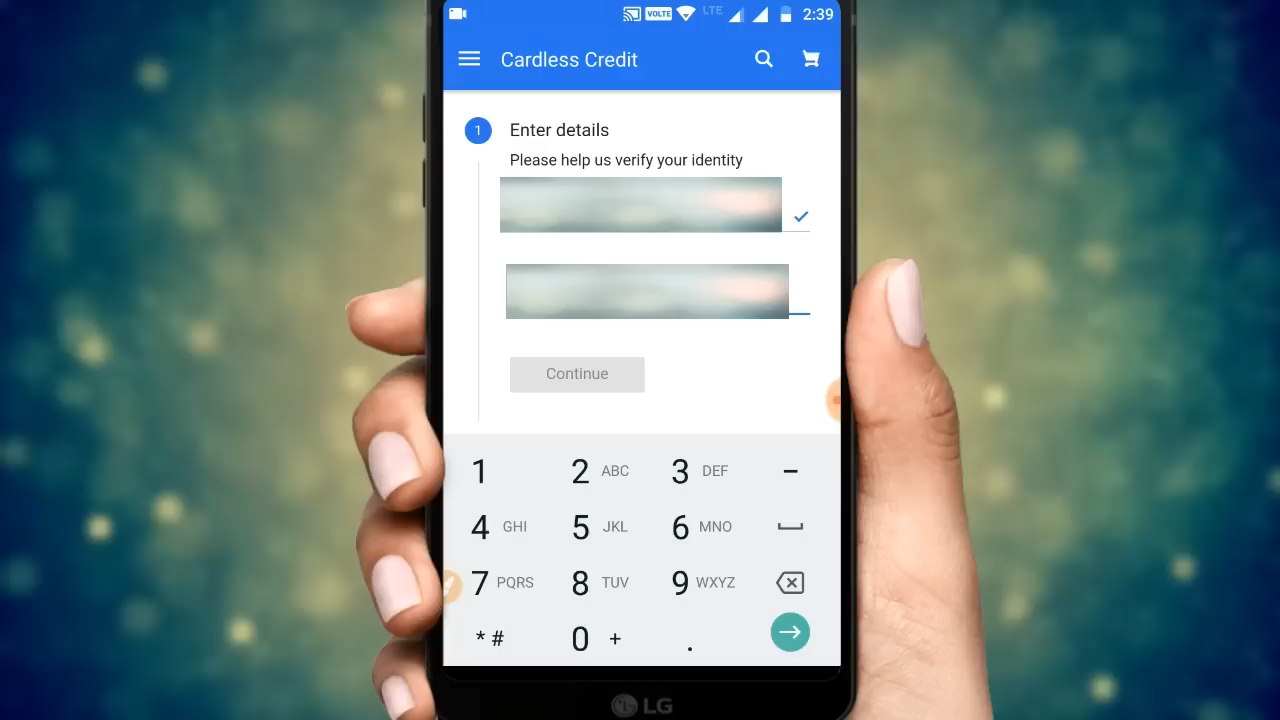 VOLTE LTE 2:39
Cardless Credit
1 Enter details
Please help us verify your identity
Continue
1 2 ABC 3 DEF -
4 GHI 5 JKL 6 MNO
7 PQRS 8 TUV 9 WXYZ
* # 0 + .
LG